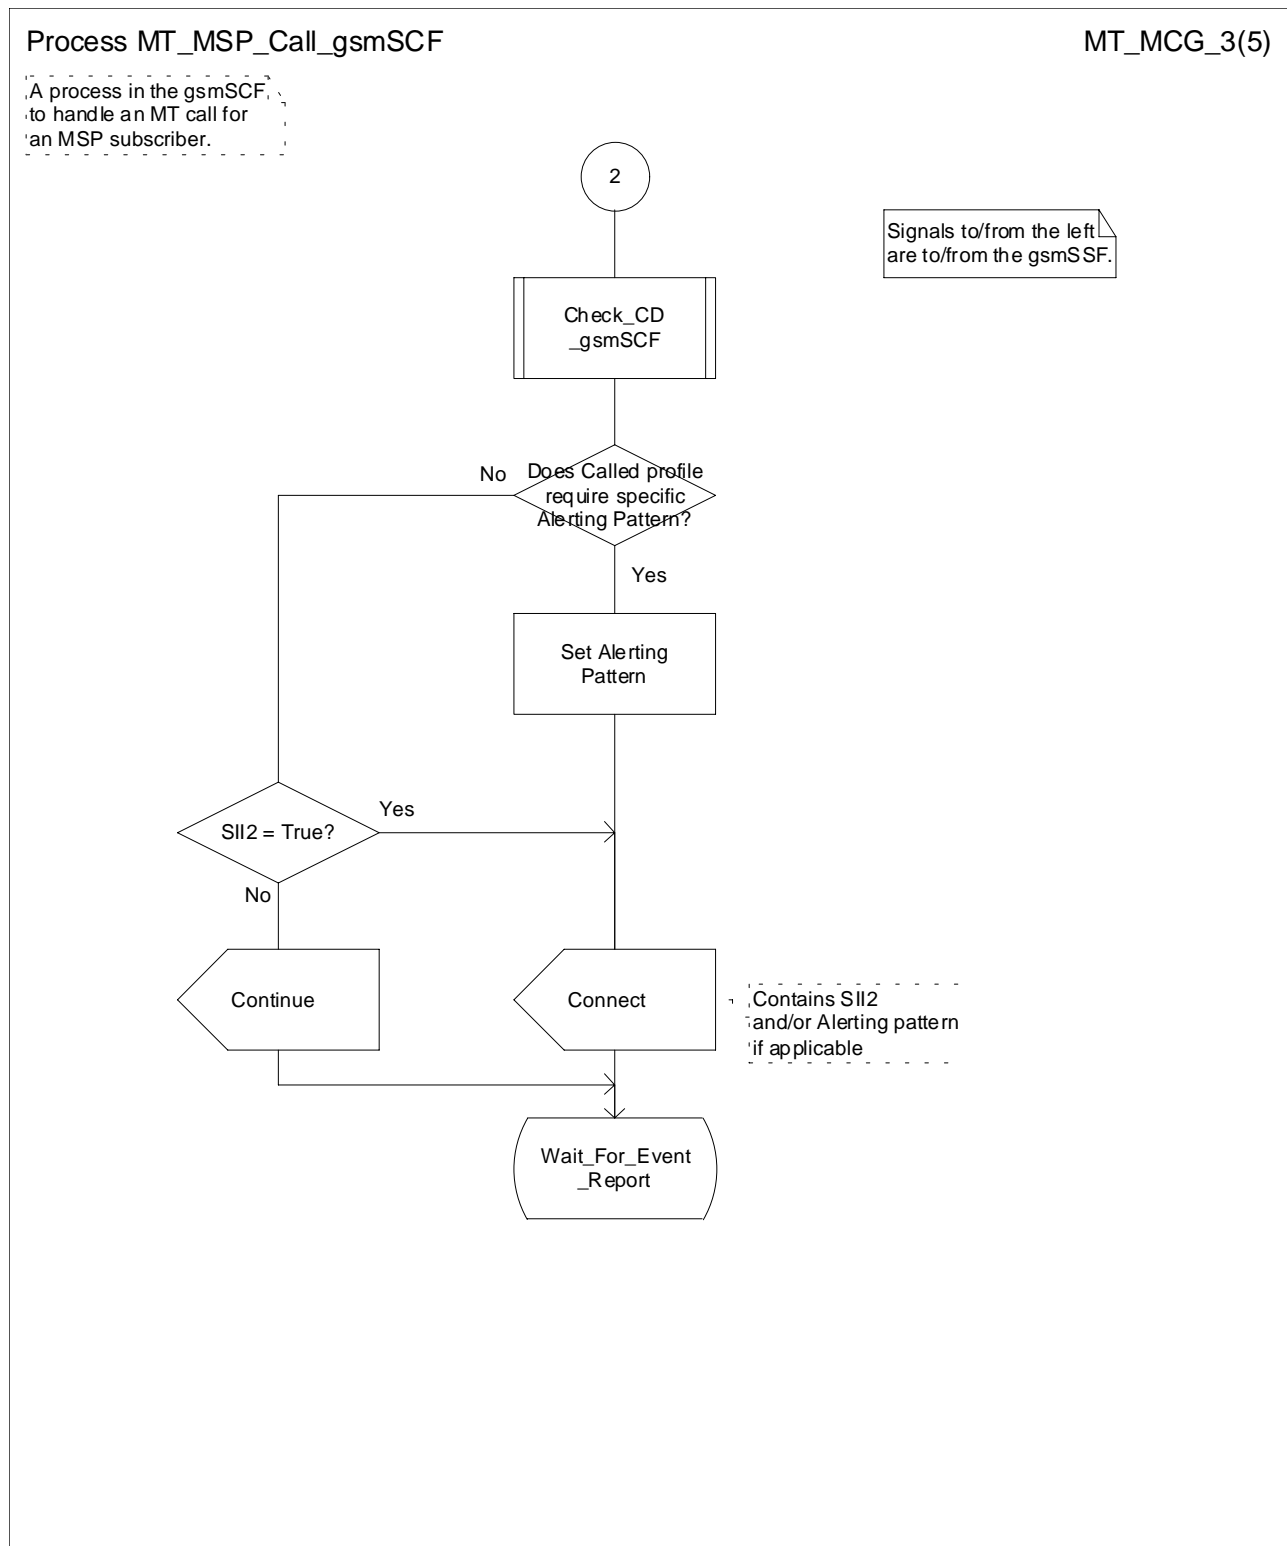 Process MT_MSP_Call_gsmSCF
MT_MCG_3(5)
A process in the gsmSCF
to handle an MT call for
an MSP subscriber.
2
Signals to/from the left
are to/from the gsmSSF.
Check_CD
_gsmSCF
No
Does Called profile
require specific
Alerting Pattern?
Yes
Set Alerting
Pattern
SII2 = True?
Yes
No
Continue
Connect
Contains SII2
and/or Alerting pattern
if applicable
Wait_For_Event
_Report